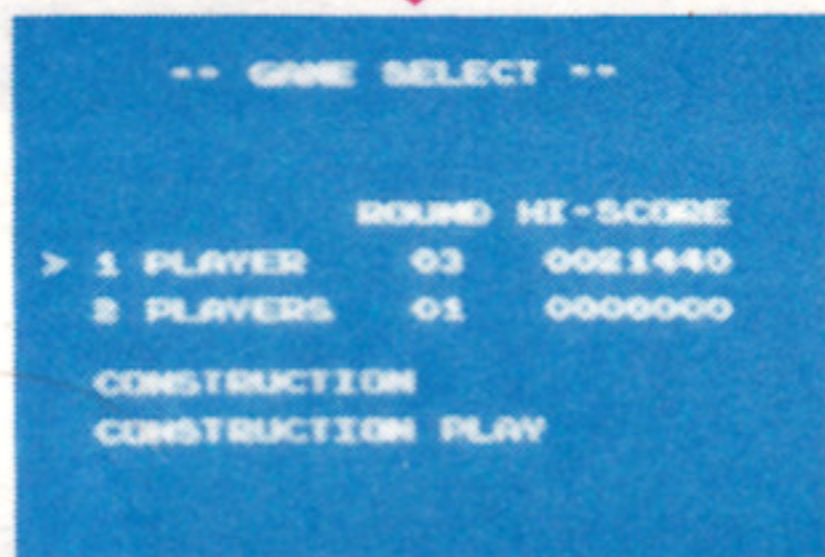 -- GAME SELECT --
ROUND HI-SCORE
> 1 PLAYER 03 0021440
2 PLAYERS 01 0000000
CONSTRUCTION
CONSTRUCTION PLAY